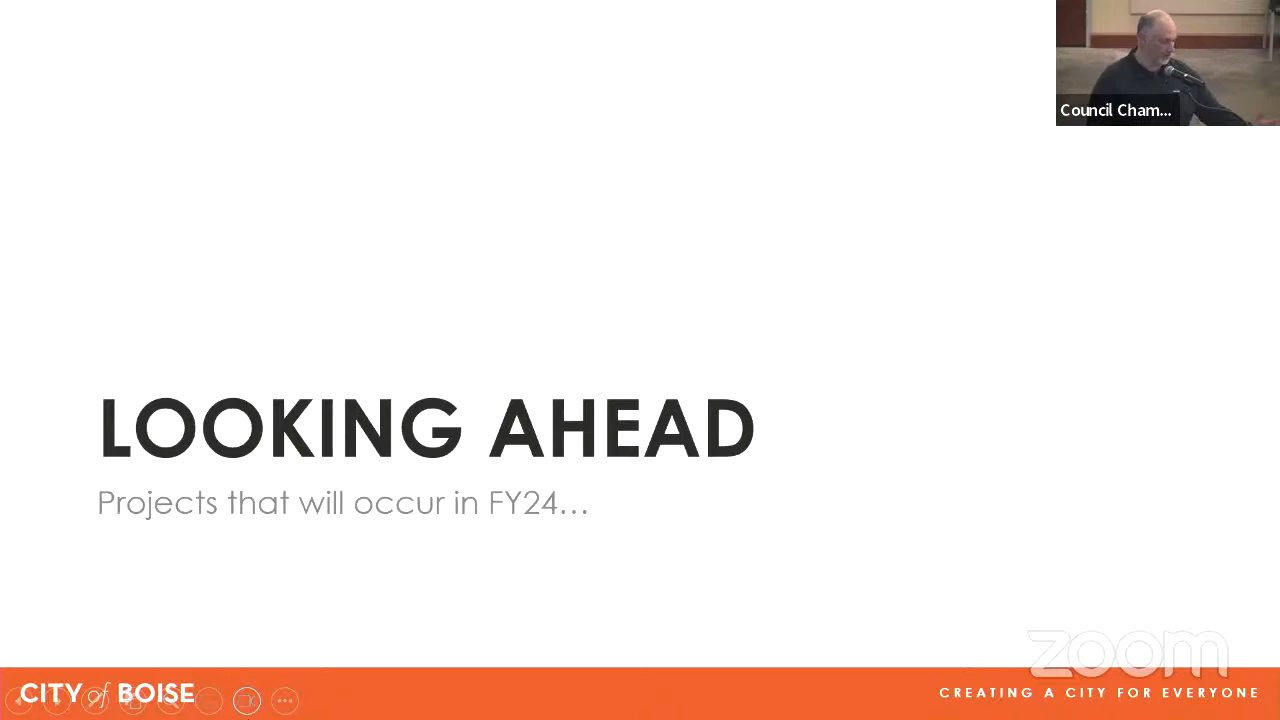 Council Cham...
LOOKING AHEAD
Projects that will occur in FY24...
zoom
CITY of BOISE
CREATING A CITY FOR EVERYONE